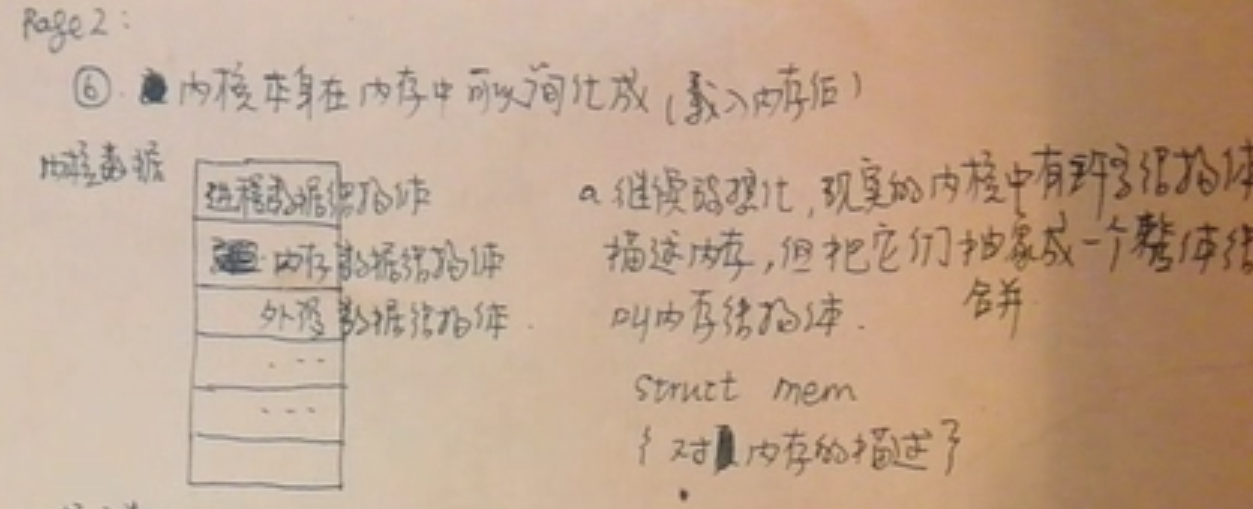 Page 2:
⑥. 内核本身在内存中可以简化成(载入内存后)
内核数据
进程数据结构体
内存数据结构体
外设数据结构体.
. - -
- - -
a 继续理想化,现实的内核中有许多结构体
描述内存,但把它们抽象成一个整体结
合并
叫内存结构体.
struct mem
{ 对 内存的描述 }